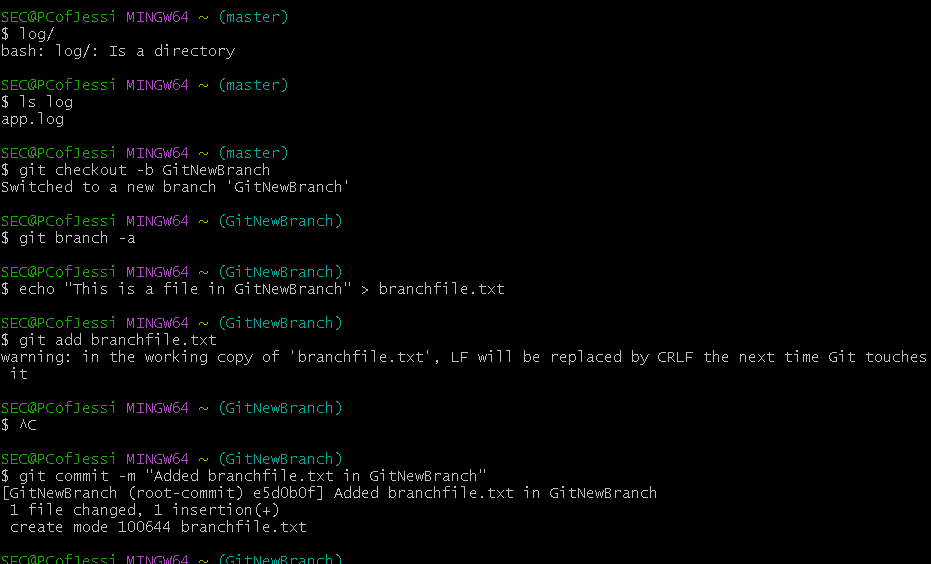 SEC@PCofJessi MINGW64 ~ (master)
$ log/
bash: log/: Is a directory
SEC@PCofJessi MINGW64 ~ (master)
$ ls log
app.log
SEC@PCofJessi MINGW64 ~ (master)
$ git checkout -b GitNewBranch
Switched to a new branch 'GitNewBranch'
SEC@PCofJessi MINGW64 ~ (GitNewBranch)
$ git branch -a
SEC@PCofJessi MINGW64 ~ (GitNewBranch)
$ echo "This is a file in GitNewBranch" > branchfile.txt
SEC@PCofJessi MINGW64 ~ (GitNewBranch)
$ git add branchfile.txt
warning: in the working copy of 'branchfile.txt', LF will be replaced by CRLF the next time Git touches
it
SEC@PCofJessi MINGW64 ~ (GitNewBranch)
$ ^C
SEC@PCofJessi MINGW64 ~ (GitNewBranch)
$ git commit -m "Added branchfile.txt in GitNewBranch"
[GitNewBranch (root-commit) e5d0b0f] Added branchfile.txt in GitNewBranch
1 file changed, 1 insertion(+)
create mode 100644 branchfile.txt
SEC@PCofJessi MINGW64 ~ (GitNewBranch)